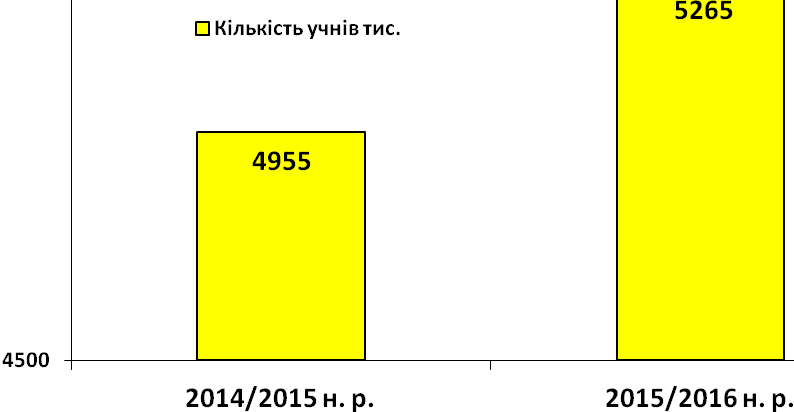 5265
Кількість учнів тис.
4955
4500
2014/2015 н. р.
2015/2016 н. р.